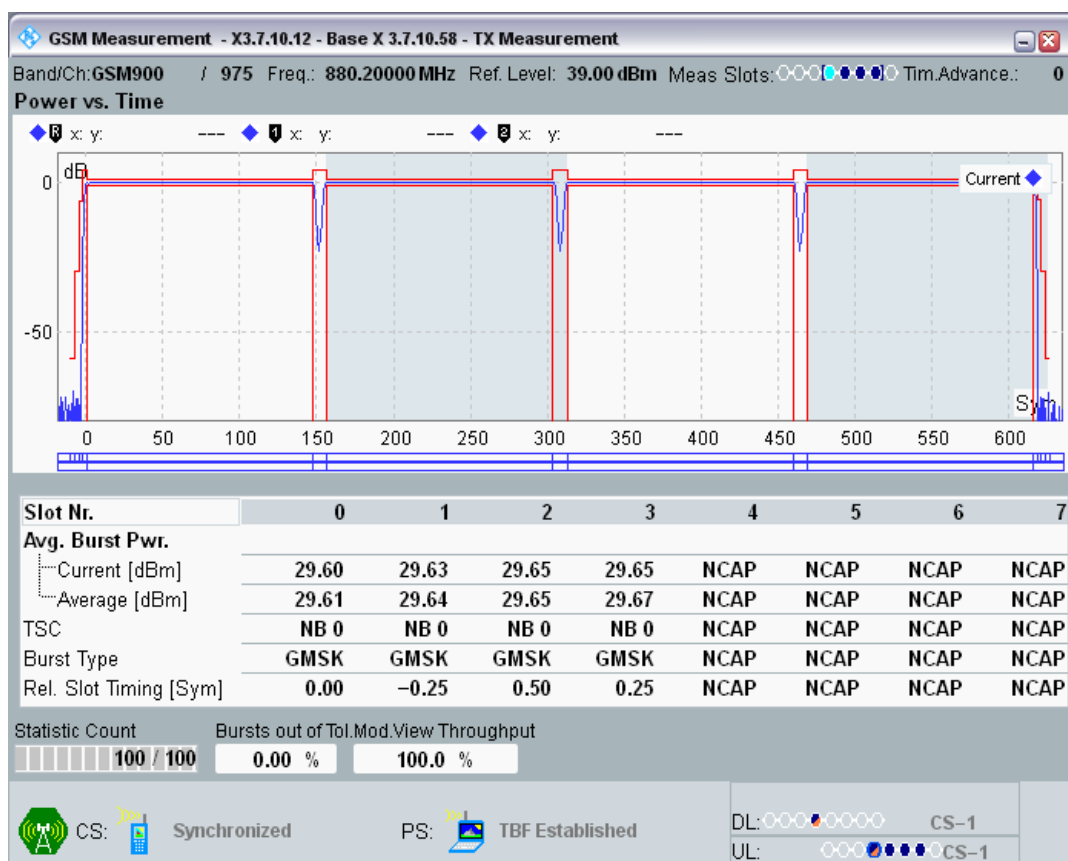 GSM Measurement - X3.7.10.12 - Base X 3.7.10.58 - TX Measurement
Band/Ch:GSM900 / 975 Freq.: 880.20000 MHz Ref. Level: 39.00 dBm Meas Slots: Tim.Advance.: 0
Power vs. Time
R x: y: --- 1 x: y: --- 2 x: y: ---
dB
Current
0
-50
Sym
0 50 100 150 200 250 300 350 400 450 500 550 600
Slot Nr. 0 1 2 3 4 5 6 7
Avg. Burst Pwr.
Current [dBm] 29.60 29.63 29.65 29.65 NCAP NCAP NCAP NCAP
Average [dBm] 29.61 29.64 29.65 29.67 NCAP NCAP NCAP NCAP
TSC NB 0 NB 0 NB 0 NB 0 NCAP NCAP NCAP NCAP
Burst Type GMSK GMSK GMSK GMSK NCAP NCAP NCAP NCAP
Rel. Slot Timing [Sym] 0.00 −0.25 0.50 0.25 NCAP NCAP NCAP NCAP
Statistic Count Bursts out of Tol. Mod.View Throughput
100 / 100 0.00 % 100.0 %
CS: Synchronized PS: TBF Established
DL: CS−1
UL: CS−1